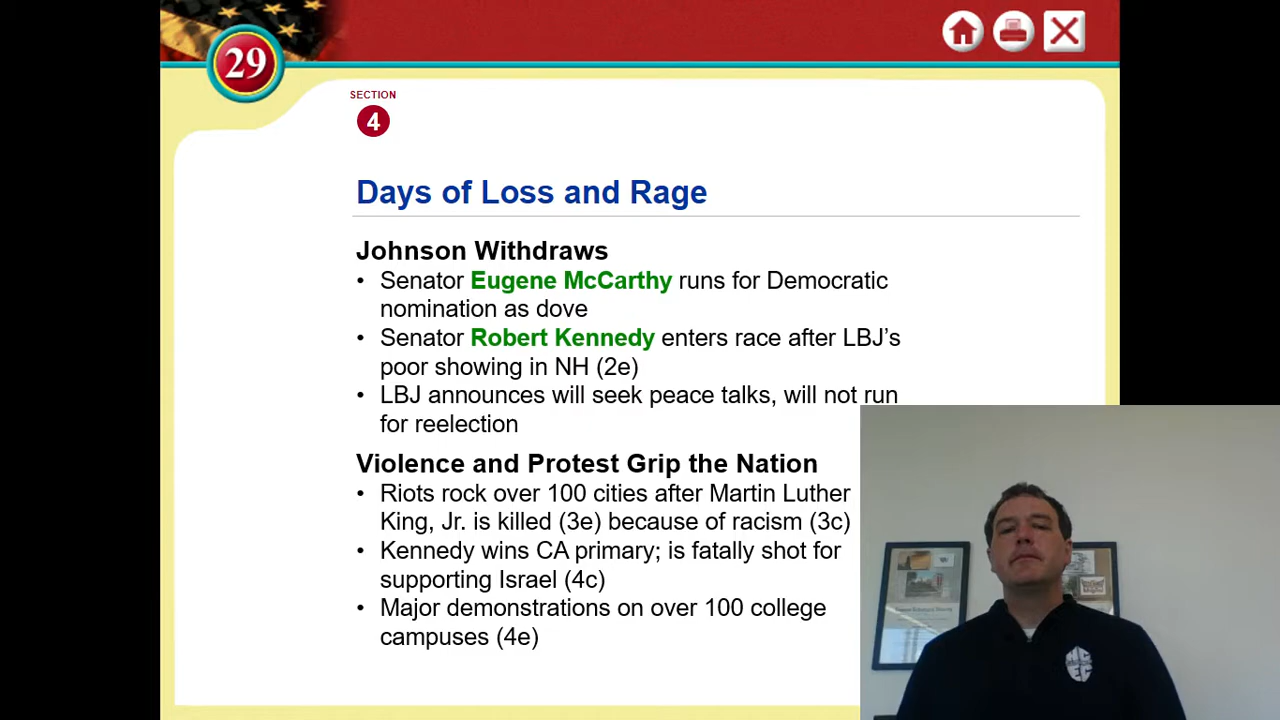 29
SECTION
4
Days of Loss and Rage
Johnson Withdraws
• Senator Eugene McCarthy runs for Democratic
nomination as dove
• Senator Robert Kennedy enters race after LBJ’s
poor showing in NH (2e)
• LBJ announces will seek peace talks, will not run
for reelection
Violence and Protest Grip the Nation
• Riots rock over 100 cities after Martin Luther
King, Jr. is killed (3e) because of racism (3c)
• Kennedy wins CA primary; is fatally shot for
supporting Israel (4c)
• Major demonstrations on over 100 college
campuses (4e)